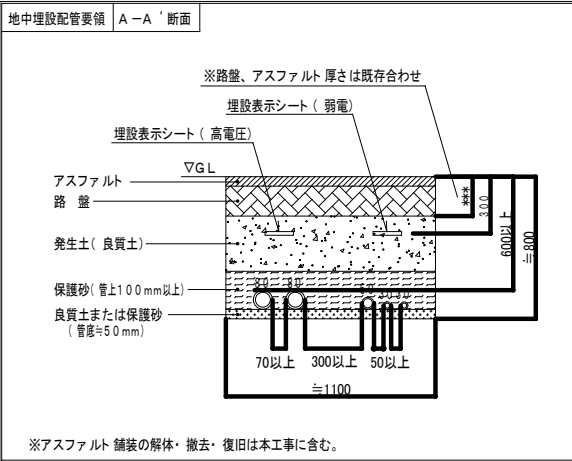 地中埋設配管要領 A-A'断面
※路盤、アスファルト厚さは既存合わせ
埋設表示シート(弱電)
埋設表示シート(高電圧)
▽GL
アスファルト
路 盤
***
300
600以上
≒800
発生土(良質土)
保護砂(管上100mm以上)
80 80 30 30
良質土または保護砂
(管底≒50mm)
70以上 300以上 50以上
≒1100
※アスファルト舗装の解体・撤去・復旧は本工事に含む。